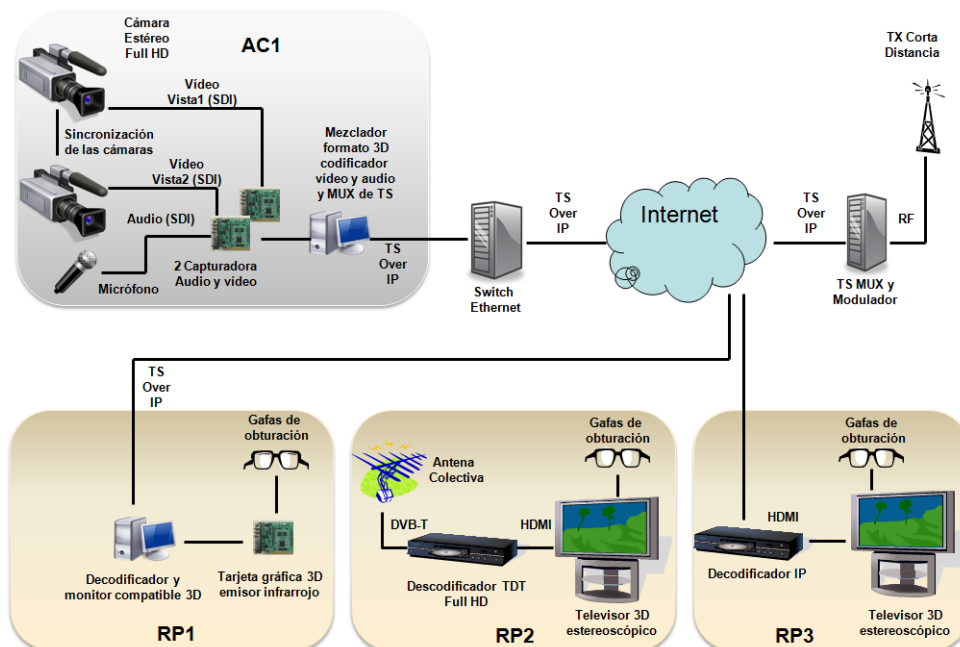 Cámara
Estéreo
Full HD
AC1
Vídeo
Vista1 (SDI)
Sincronización
de las cámaras
Vídeo
Vista2 (SDI)
Audio (SDI)
Micrófono
2 Capturadora
Audio y vídeo
Mezclador
formato 3D
codificador
vídeo y audio
y MUX de TS
TS
Over
IP
Switch
Ethernet
TS
Over
IP
Internet
TS
Over
IP
TS MUX y
Modulador
RF
TX Corta
Distancia
TS
Over
IP
Gafas de
obturación
Decodificador y
monitor compatible 3D
Tarjeta gráfica 3D
emisor infrarrojo
RP1
Antena
Colectiva
DVB-T
HDMI
Gafas de
obturación
Descodificador TDT
Full HD
Televisor 3D
estereoscópico
RP2
Gafas de
obturación
HDMI
Decodificador IP
Televisor 3D
estereoscópico
RP3